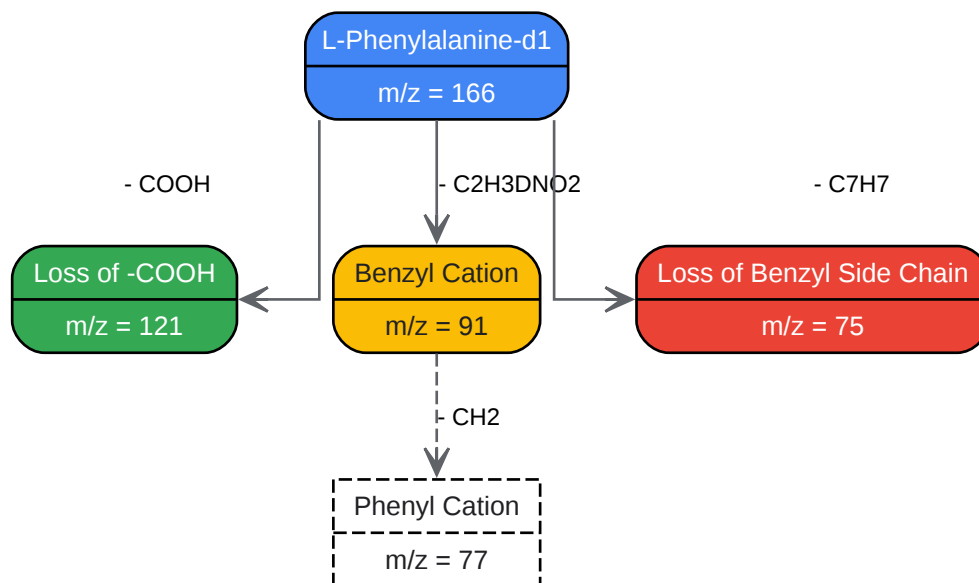 L-Phenylalanine-d1
m/z = 166
- COOH
- C2H3DNO2
- C7H7
Loss of -COOH
m/z = 121
Benzyl Cation
m/z = 91
Loss of Benzyl Side Chain
m/z = 75
- CH2
Phenyl Cation
m/z = 77